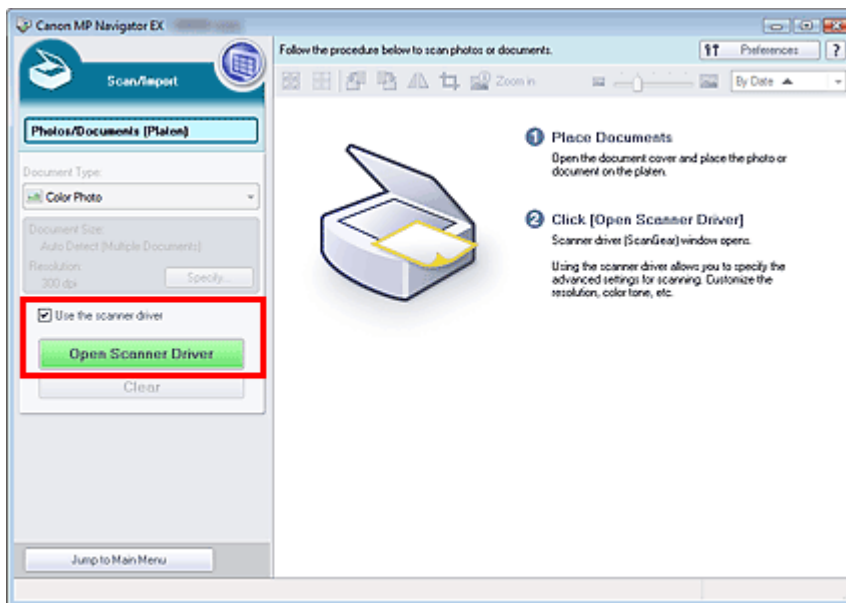 Canon MP Navigator EX
Scan/Import
Photos/Documents (Platen)
Document Type:
Color Photo
Document Size:
Auto Detect (Multiple Documents)
Resolution:
300 dpi
Specify...
Use the scanner driver
Open Scanner Driver
Clear
Jump to Main Menu
Follow the procedure below to scan photos or documents.
Preferences
?
Zoom in
By Date
1 Place Documents
Open the document cover and place the photo or
document on the platen.
2 Click [Open Scanner Driver]
Scanner driver (ScanGear) window opens.
Using the scanner driver allows you to specify the
advanced settings for scanning. Customize the
resolution, color tone, etc.